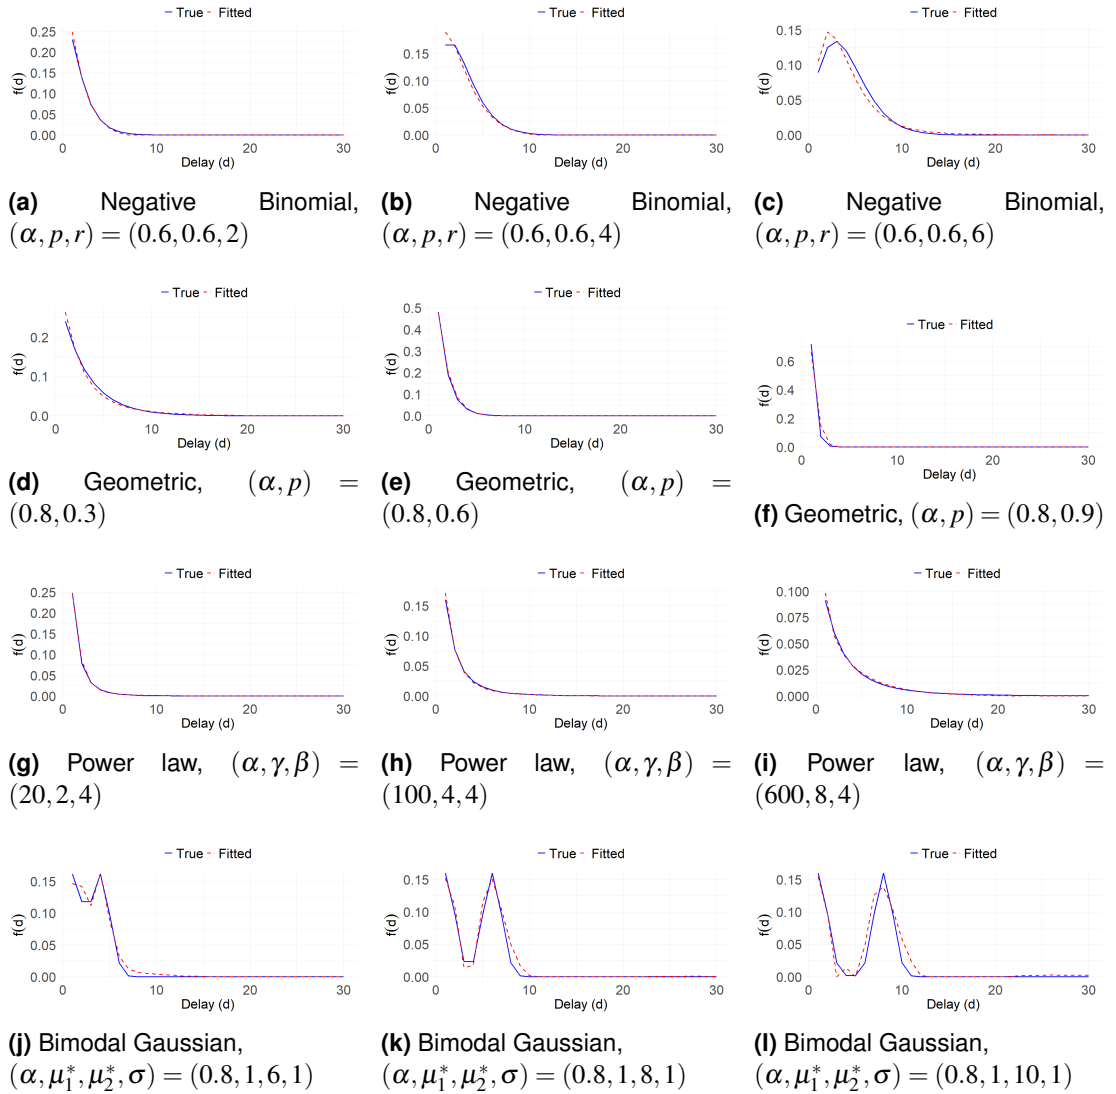 True Fitted
0.25
0.20
0.15
0.10
0.05
0.00
f(d)
0 10 20 30
Delay (d)
(a) Negative Binomial,
(α, p, r) = (0.6, 0.6, 2)
True Fitted
0.15
0.10
0.05
0.00
f(d)
0 10 20 30
Delay (d)
(b) Negative Binomial,
(α, p, r) = (0.6, 0.6, 4)
True Fitted
0.15
0.10
0.05
0.00
f(d)
0 10 20 30
Delay (d)
(c) Negative Binomial,
(α, p, r) = (0.6, 0.6, 6)
True Fitted
0.2
0.1
0.0
f(d)
0 10 20 30
Delay (d)
(d) Geometric, (α, p) =
(0.8, 0.3)
True Fitted
0.5
0.4
0.3
0.2
0.1
0.0
f(d)
0 10 20 30
Delay (d)
(e) Geometric, (α, p) =
(0.8, 0.6)
True Fitted
0.6
0.4
0.2
0.0
f(d)
0 10 20 30
Delay (d)
(f) Geometric, (α, p) = (0.8, 0.9)
True Fitted
0.25
0.20
0.15
0.10
0.05
0.00
f(d)
0 10 20 30
Delay (d)
(g) Power law, (α, γ, β) =
(20, 2, 4)
True Fitted
0.15
0.10
0.05
0.00
f(d)
0 10 20 30
Delay (d)
(h) Power law, (α, γ, β) =
(100, 4, 4)
True Fitted
0.100
0.075
0.050
0.025
0.000
f(d)
0 10 20 30
Delay (d)
(i) Power law, (α, γ, β) =
(600, 8, 4)
True Fitted
0.15
0.10
0.05
0.00
f(d)
0 10 20 30
Delay (d)
(j) Bimodal Gaussian,
(α, μ₁*, μ₂*, σ) = (0.8, 1, 6, 1)
True Fitted
0.15
0.10
0.05
0.00
f(d)
0 10 20 30
Delay (d)
(k) Bimodal Gaussian,
(α, μ₁*, μ₂*, σ) = (0.8, 1, 8, 1)
True Fitted
0.15
0.10
0.05
0.00
f(d)
0 10 20 30
Delay (d)
(l) Bimodal Gaussian,
(α, μ₁*, μ₂*, σ) = (0.8, 1, 10, 1)